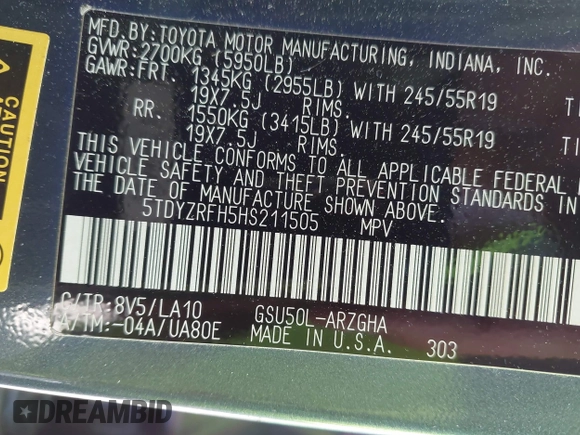 MFD.BY:TOYOTA MOTOR MANUFACTURING, INDIANA, INC.
GVWR:2700KG (5950LB)
GAWR:FRT. 1345KG (2955LB) WITH 245/55R19 TI
19X7.5J RIMS.
RR. 1550KG (3415LB) WITH 245/55R19 TI
19X7.5J RIMS.
THIS VEHICLE CONFORMS TO ALL APPLICABLE FEDERAL
VEHICLE SAFETY AND THEFT PREVENTION STANDARDS IN
THE DATE OF MANUFACTURE SHOWN ABOVE.
5TDYZRFH5HS211505 MPV
C/TR:8V5/LA10 GSU50L-ARZGHA
A/TM:-04A/UA80E MADE IN U.S.A. 303
CAUTION
DREAMBID